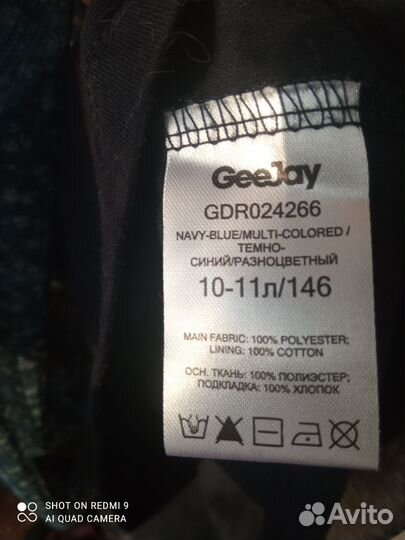 GeeJay
GDR024266
NAVY-BLUE/MULTI-COLORED /
ТЕМНО-
СИНИЙ/РАЗНОЦВЕТНЫЙ
10-11л/146
MAIN FABRIC: 100% POLYESTER;
LINING: 100% COTTON
ОСН. ТКАНЬ: 100% ПОЛИЭСТЕР;
ПОДКЛАДКА: 100% ХЛОПОК
SHOT ON REDMI 9
AI QUAD CAMERA
Avito